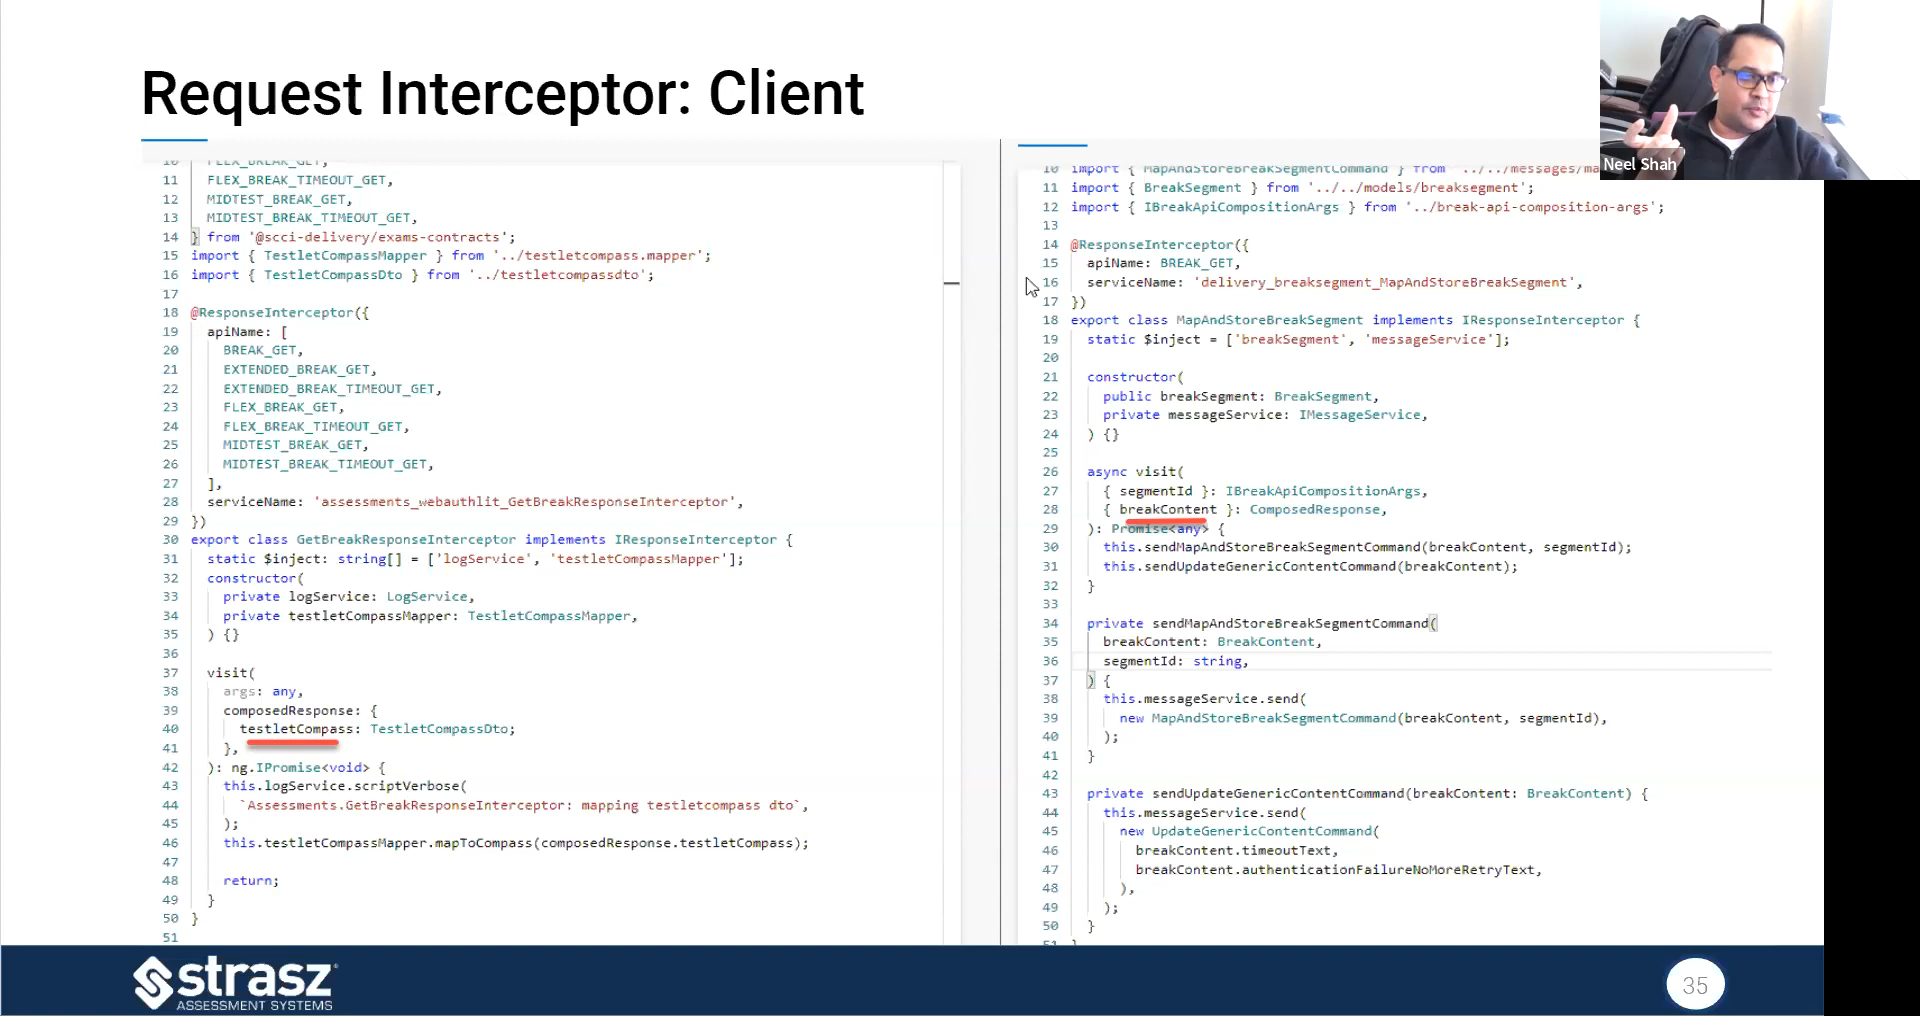 Request Interceptor: Client
Neel Shah
10 FLEX_BREAK_GET,
11 FLEX_BREAK_TIMEOUT_GET,
12 MIDTEST_BREAK_GET,
13 MIDTEST_BREAK_TIMEOUT_GET,
14 } from '@scci-delivery/exams-contracts';
15 import { TestletCompassMapper } from '../testletcompass.mapper';
16 import { TestletCompassDto } from '../testletcompassdto';
17
18 @ResponseInterceptor({
19 apiName: [
20 BREAK_GET,
21 EXTENDED_BREAK_GET,
22 EXTENDED_BREAK_TIMEOUT_GET,
23 FLEX_BREAK_GET,
24 FLEX_BREAK_TIMEOUT_GET,
25 MIDTEST_BREAK_GET,
26 MIDTEST_BREAK_TIMEOUT_GET,
27 ],
28 serviceName: 'assessments_webauthlit_GetBreakResponseInterceptor',
29 })
30 export class GetBreakResponseInterceptor implements IResponseInterceptor {
31 static $inject: string[] = ['logService', 'testletCompassMapper'];
32 constructor(
33 private logService: LogService,
34 private testletCompassMapper: TestletCompassMapper,
35 ) {}
36
37 visit(
38 args: any,
39 composedResponse: {
40 testletCompass: TestletCompassDto;
41 },
42 ): ng.IPromise<void> {
43 this.logService.scriptVerbose(
44 `Assessments.GetBreakResponseInterceptor: mapping testletcompass dto`,
45 );
46 this.testletCompassMapper.mapToCompass(composedResponse.testletCompass);
47
48 return;
49 }
50 }
51
10 import { MapAndStoreBreakSegmentCommand } from '../../messages/ma
11 import { BreakSegment } from '../../models/breaksegment';
12 import { IBreakApiCompositionArgs } from '../break-api-composition-args';
13
14 @ResponseInterceptor({
15 apiName: BREAK_GET,
16 serviceName: 'delivery_breaksegment_MapAndStoreBreakSegment',
17 })
18 export class MapAndStoreBreakSegment implements IResponseInterceptor {
19 static $inject = ['breakSegment', 'messageService'];
20
21 constructor(
22 public breakSegment: BreakSegment,
23 private messageService: IMessageService,
24 ) {}
25
26 async visit(
27 { segmentId }: IBreakApiCompositionArgs,
28 { breakContent }: ComposedResponse,
29 ): Promise<any> {
30 this.sendMapAndStoreBreakSegmentCommand(breakContent, segmentId);
31 this.sendUpdateGenericContentCommand(breakContent);
32 }
33
34 private sendMapAndStoreBreakSegmentCommand(
35 breakContent: BreakContent,
36 segmentId: string,
37 ) {
38 this.messageService.send(
39 new MapAndStoreBreakSegmentCommand(breakContent, segmentId),
40 );
41 }
42
43 private sendUpdateGenericContentCommand(breakContent: BreakContent) {
44 this.messageService.send(
45 new UpdateGenericContentCommand(
46 breakContent.timeoutText,
47 breakContent.authenticationFailureNoMoreRetryText,
48 ),
49 );
50 }
51 }
strasz
ASSESSMENT SYSTEMS
35